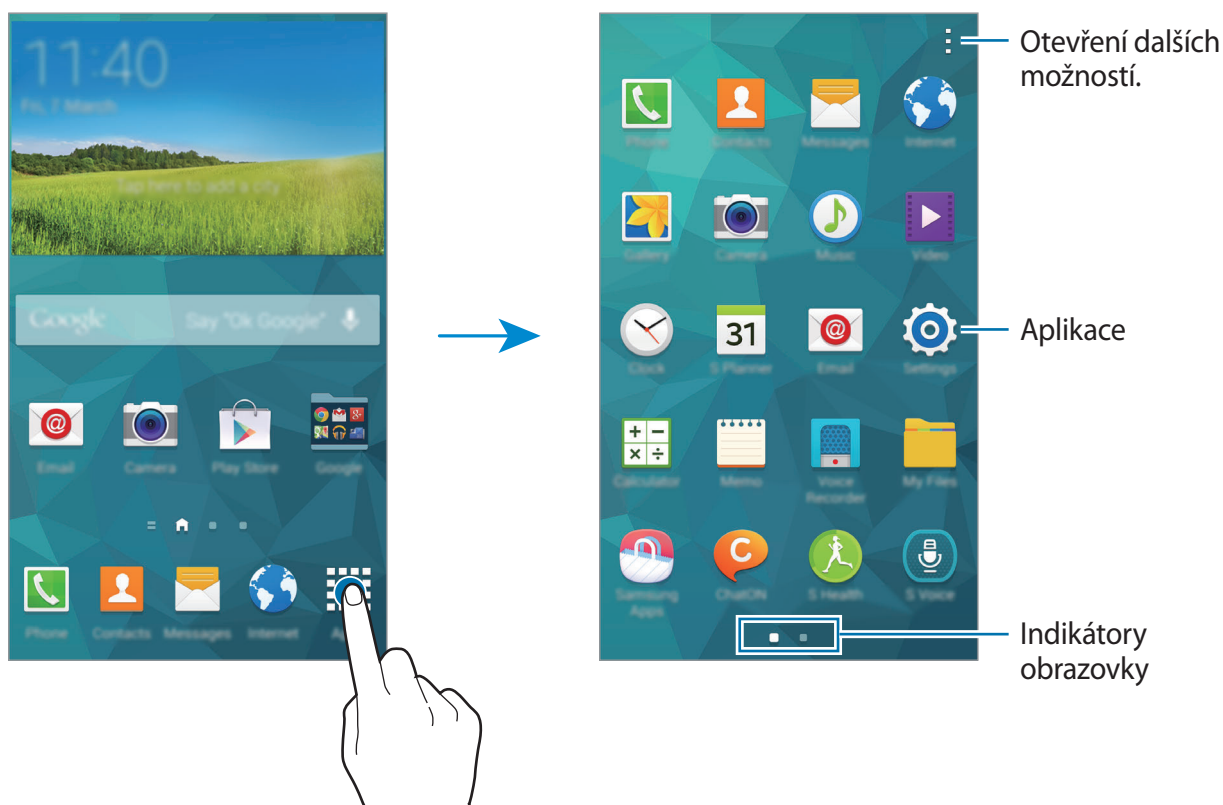 11:40
Fri, 7 March
Tap here to add a city
Google Say "Ok Google"
Email Camera Play Store Google
Phone Contacts Messages Internet
Otevření dalších
možností.
Phone Contacts Messages Internet
Gallery Camera Music Video
31
Aplikace
Clock S Planner Email Settings
Calculator Memo Voice
Recorder My Files
C
Samsung
Apps ChatON S Health S Voice
Indikátory
obrazovky